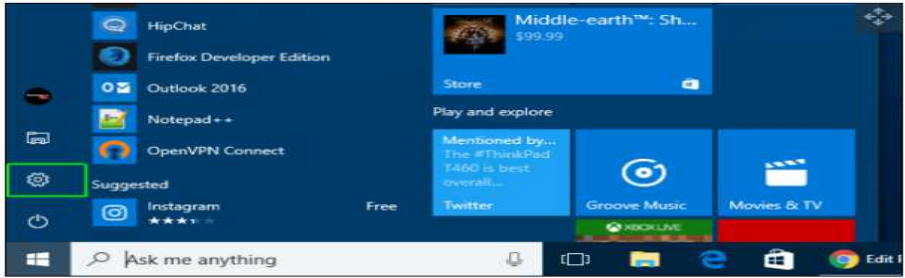 HipChat
Firefox Developer Edition
Outlook 2016
Notepad++
OpenVPN Connect
Suggested
Instagram Free
Middle-earth™: Sh...
$99.99
Store
Play and explore
Mentioned by...
The #ThinkPad
T460 is best
overall...
Twitter
Groove Music
Movies & TV
XBOX LIVE
Ask me anything
Edit